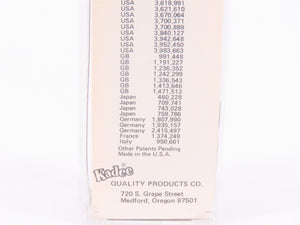 USA 3,618,991
USA 3,621,610
USA 3,670,064
USA 3,700,371
USA 3,700,889
USA 3,840,127
USA 3,942,648
USA 3,952,450
USA 3,983,663
GB 991,448
GB 1,191,227
GB 1,236,352
GB 1,242,299
GB 1,336,543
GB 1,413,648
GB 1,471,513
Japan 460,228
Japan 709,741
Japan 743,028
Japan 759,786
Germany 1,807,990
Germany 1,935,157
Germany 2,415,497
France 1,374,249
Italy 950,661
Other Patents Pending
Made in the U.S.A.
Kadee
QUALITY PRODUCTS CO.
720 S. Grape Street
Medford, Oregon 97501